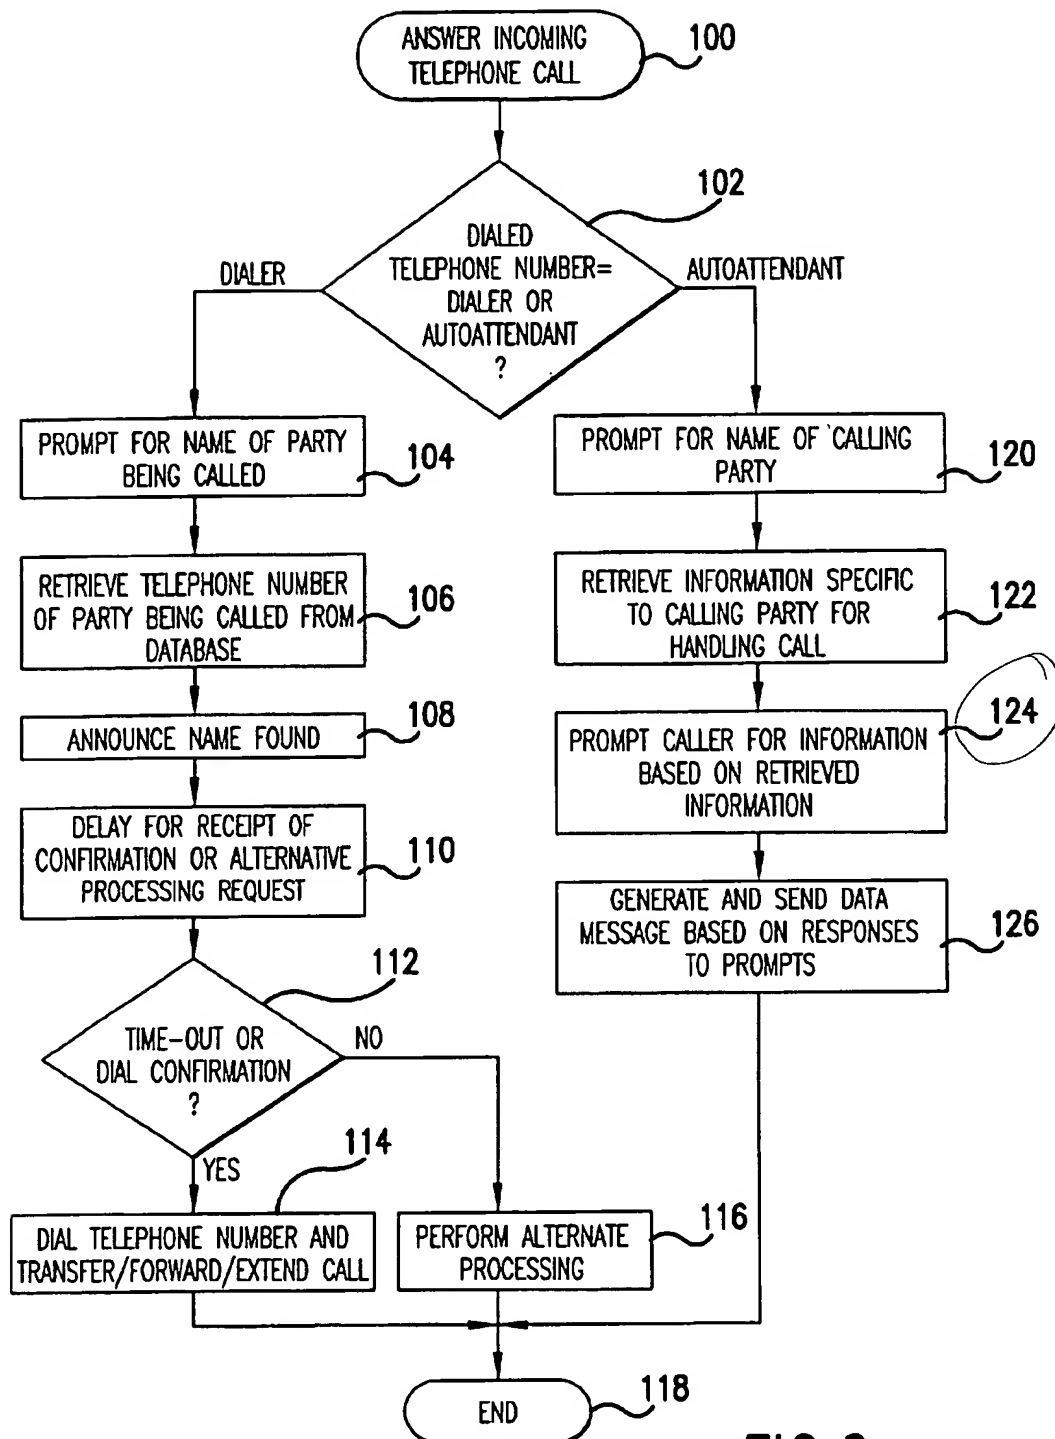 ANSWER INCOMING
TELEPHONE CALL
100
102
DIALED
TELEPHONE NUMBER=
DIALER OR
AUTOATTENDANT
?
DIALER
AUTOATTENDANT
PROMPT FOR NAME OF PARTY
BEING CALLED
104
RETRIEVE TELEPHONE NUMBER
OF PARTY BEING CALLED FROM
DATABASE
106
ANNOUNCE NAME FOUND
108
DELAY FOR RECEIPT OF
CONFIRMATION OR ALTERNATIVE
PROCESSING REQUEST
110
112
TIME-OUT OR
DIAL CONFIRMATION
?
NO
YES
114
DIAL TELEPHONE NUMBER AND
TRANSFER/FORWARD/EXTEND CALL
PERFORM ALTERNATE
PROCESSING
116
PROMPT FOR NAME OF CALLING
PARTY
120
RETRIEVE INFORMATION SPECIFIC
TO CALLING PARTY FOR
HANDLING CALL
122
PROMPT CALLER FOR INFORMATION
BASED ON RETRIEVED
INFORMATION
124
GENERATE AND SEND DATA
MESSAGE BASED ON RESPONSES
TO PROMPTS
126
END
118